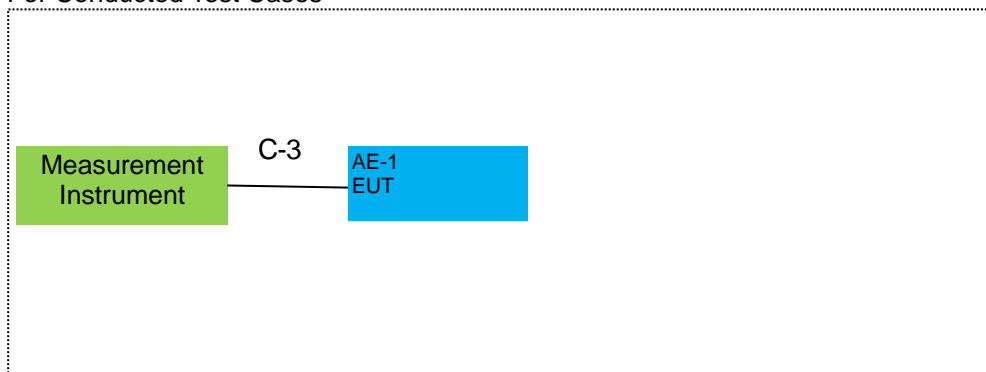 For Conducted Test Cases
Measurement
Instrument
C-3
AE-1
EUT